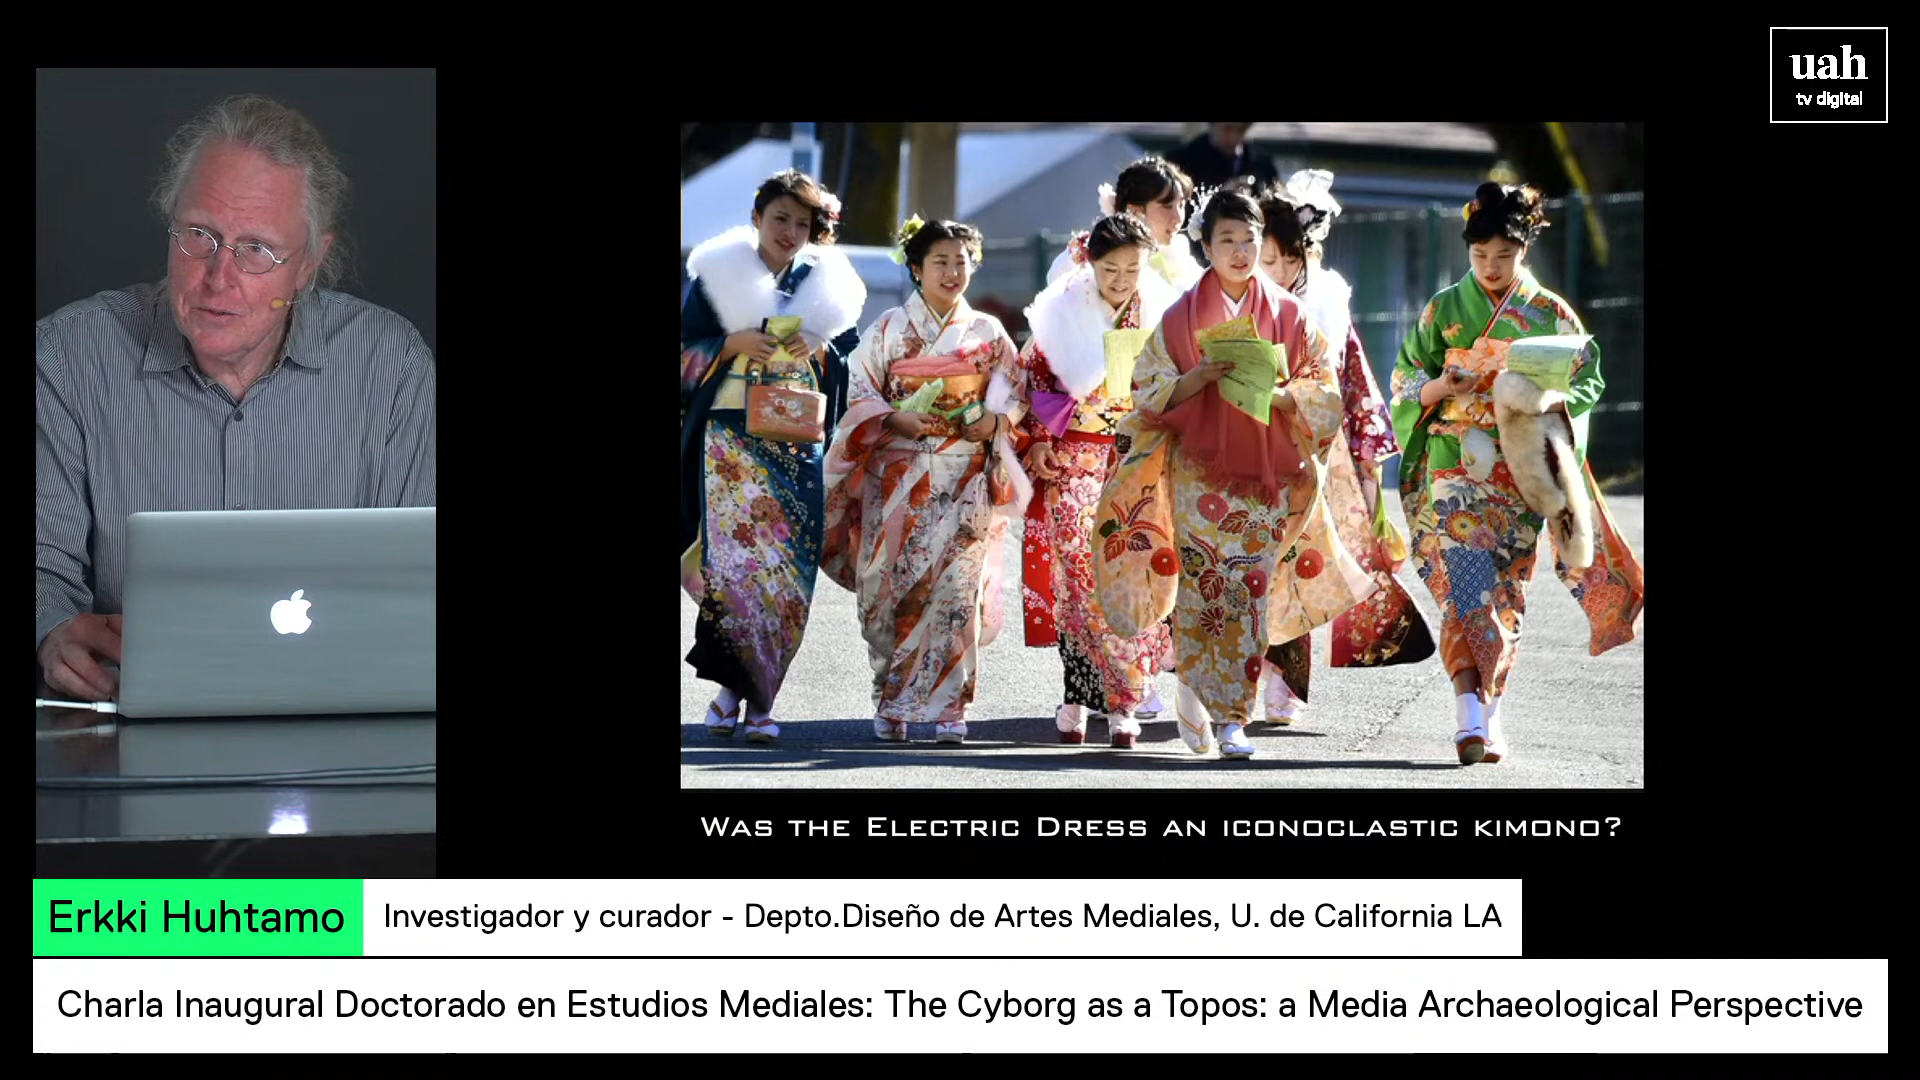 uah
tv digital
WAS THE ELECTRIC DRESS AN ICONOCLASTIC KIMONO?
Erkki Huhtamo
Investigador y curador - Depto.Diseño de Artes Mediales, U. de California LA
Charla Inaugural Doctorado en Estudios Mediales: The Cyborg as a Topos: a Media Archaeological Perspective